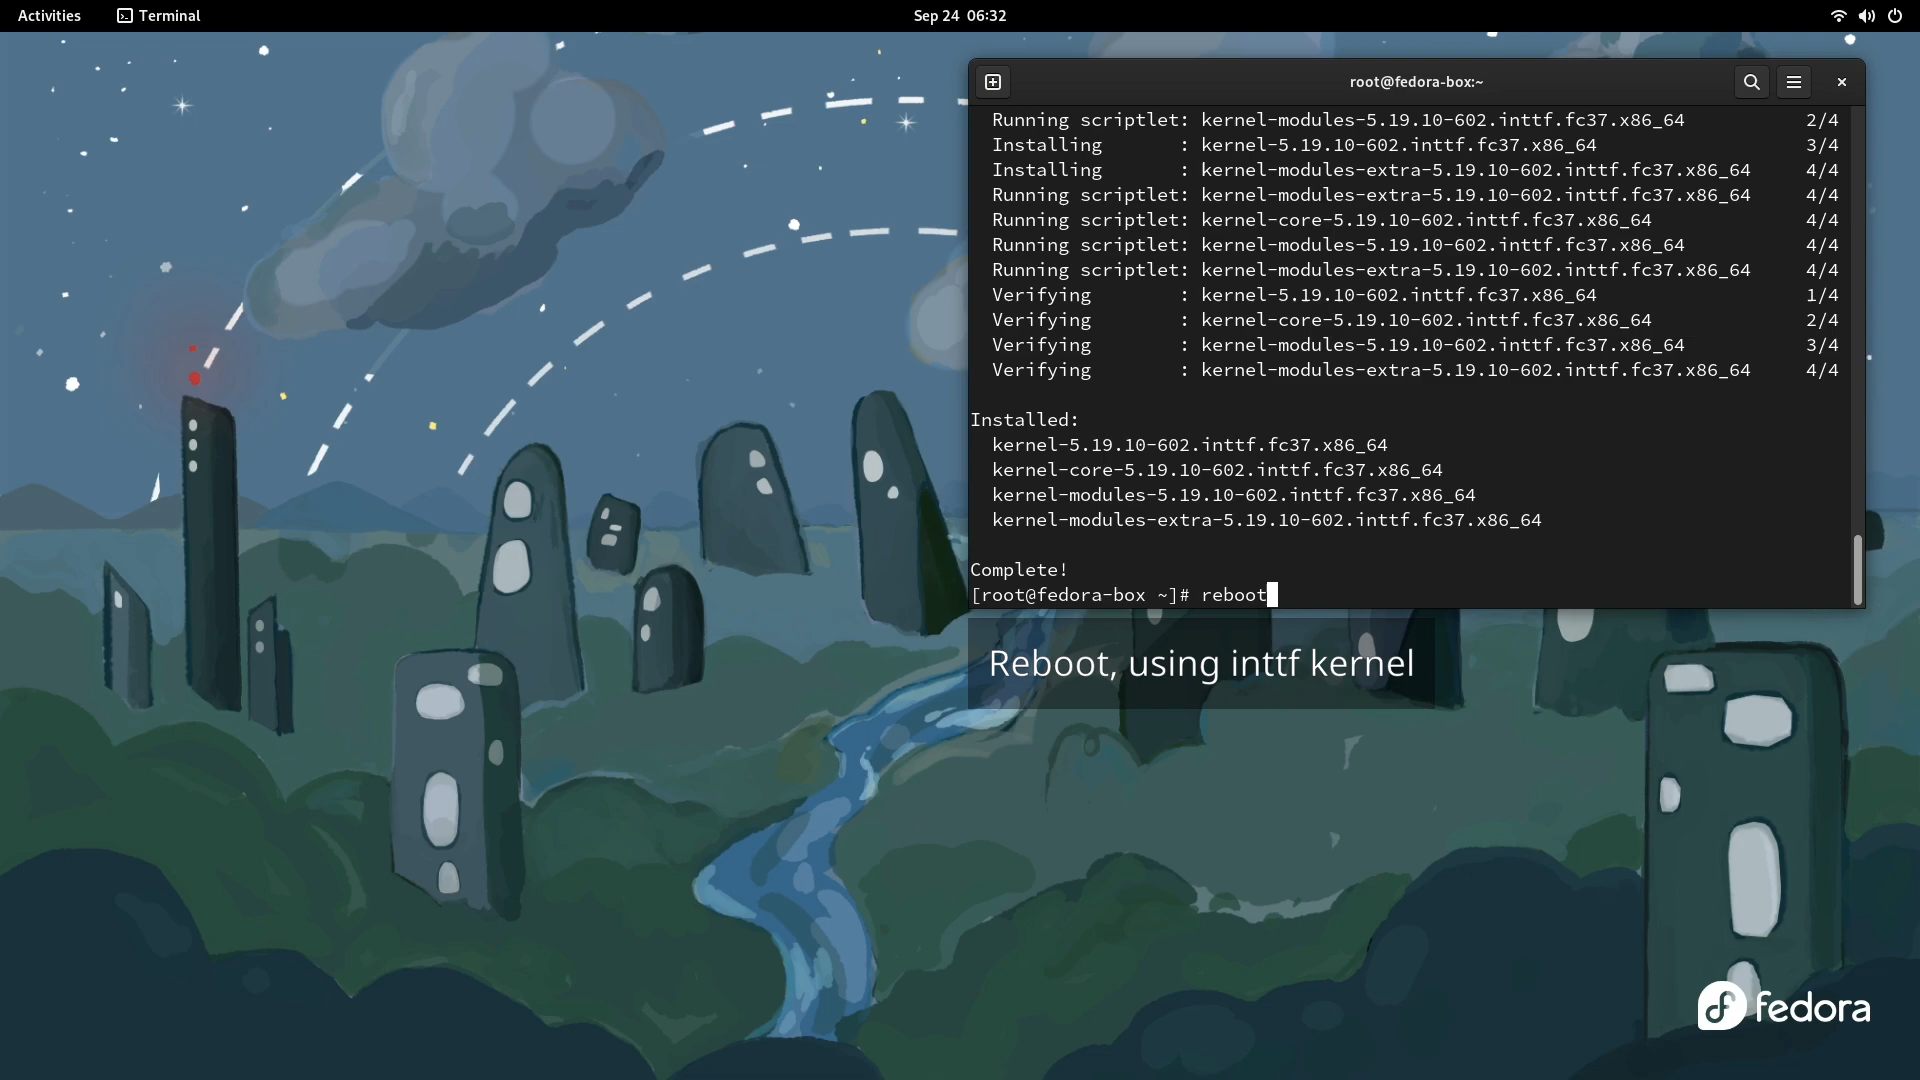 Activities
Terminal
Sep 24 06:32
root@fedora-box:~
Running scriptlet: kernel-modules-5.19.10-602.inttf.fc37.x86_64 2/4
Installing : kernel-5.19.10-602.inttf.fc37.x86_64 3/4
Installing : kernel-modules-extra-5.19.10-602.inttf.fc37.x86_64 4/4
Running scriptlet: kernel-modules-extra-5.19.10-602.inttf.fc37.x86_64 4/4
Running scriptlet: kernel-core-5.19.10-602.inttf.fc37.x86_64 4/4
Running scriptlet: kernel-modules-5.19.10-602.inttf.fc37.x86_64 4/4
Running scriptlet: kernel-modules-extra-5.19.10-602.inttf.fc37.x86_64 4/4
Verifying : kernel-5.19.10-602.inttf.fc37.x86_64 1/4
Verifying : kernel-core-5.19.10-602.inttf.fc37.x86_64 2/4
Verifying : kernel-modules-5.19.10-602.inttf.fc37.x86_64 3/4
Verifying : kernel-modules-extra-5.19.10-602.inttf.fc37.x86_64 4/4
Installed:
kernel-5.19.10-602.inttf.fc37.x86_64
kernel-core-5.19.10-602.inttf.fc37.x86_64
kernel-modules-5.19.10-602.inttf.fc37.x86_64
kernel-modules-extra-5.19.10-602.inttf.fc37.x86_64
Complete!
[root@fedora-box ~]# reboot
Reboot, using inttf kernel
fedora